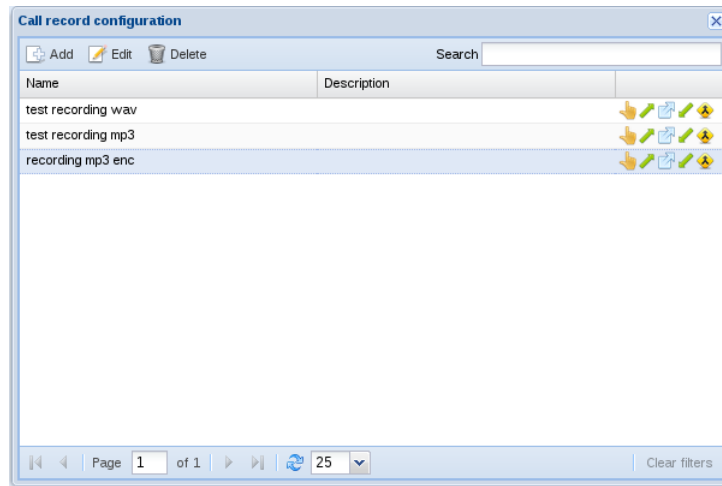 Call record configuration
Add Edit Delete Search
Name Description
test recording wav
test recording mp3
recording mp3 enc
Page 1 of 1 25 Clear filters